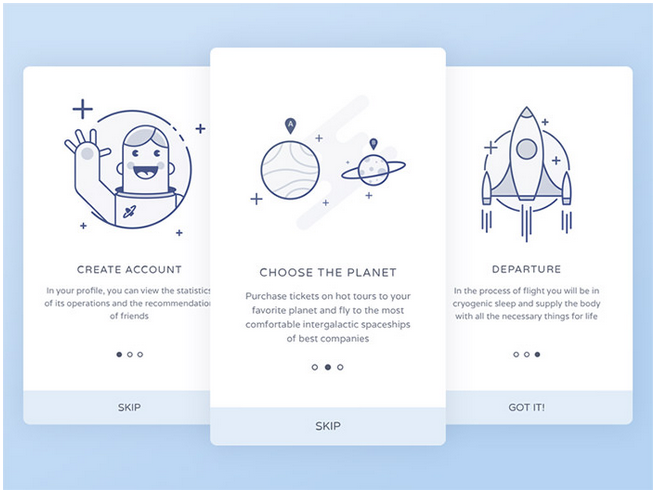 CREATE ACCOUNT
In your profile, you can view the statistics
of its operations and the recommendation
of friends
SKIP
A
CHOOSE THE PLANET
Purchase tickets on hot tours to your
favorite planet and fly to the most
comfortable intergalactic spaceships
of best companies
SKIP
DEPARTURE
In the process of flight you will be in
cryogenic sleep and supply the body
with all the necessary things for life
GOT IT!